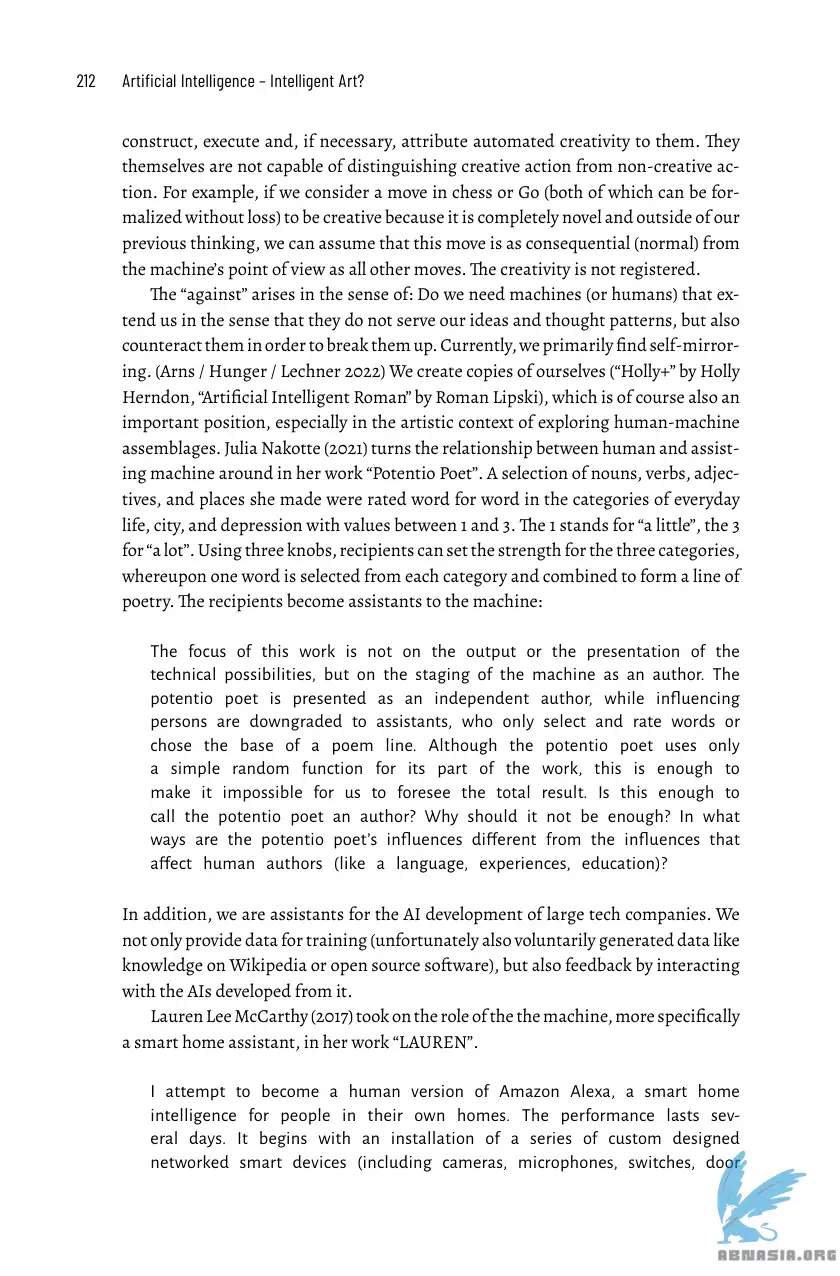 212 Artificial Intelligence – Intelligent Art?
construct, execute and, if necessary, attribute automated creativity to them. They
themselves are not capable of distinguishing creative action from non-creative ac-
tion. For example, if we consider a move in chess or Go (both of which can be for-
malized without loss) to be creative because it is completely novel and outside of our
previous thinking, we can assume that this move is as consequential (normal) from
the machine’s point of view as all other moves. The creativity is not registered.
The “against” arises in the sense of: Do we need machines (or humans) that ex-
tend us in the sense that they do not serve our ideas and thought patterns, but also
counteract them in order to break them up. Currently, we primarily find self-mirror-
ing. (Arns / Hunger / Lechner 2022) We create copies of ourselves (“Holly+” by Holly
Herndon, “Artificial Intelligent Roman” by Roman Lipski), which is of course also an
important position, especially in the artistic context of exploring human-machine
assemblages. Julia Nakotte (2021) turns the relationship between human and assist-
ing machine around in her work “Potentio Poet”. A selection of nouns, verbs, adjec-
tives, and places she made were rated word for word in the categories of everyday
life, city, and depression with values between 1 and 3. The 1 stands for “a little”, the 3
for “a lot”. Using three knobs, recipients can set the strength for the three categories,
whereupon one word is selected from each category and combined to form a line of
poetry. The recipients become assistants to the machine:
The focus of this work is not on the output or the presentation of the
technical possibilities, but on the staging of the machine as an author. The
potentio poet is presented as an independent author, while influencing
persons are downgraded to assistants, who only select and rate words or
chose the base of a poem line. Although the potentio poet uses only
a simple random function for its part of the work, this is enough to
make it impossible for us to foresee the total result. Is this enough to
call the potentio poet an author? Why should it not be enough? In what
ways are the potentio poet’s influences different from the influences that
affect human authors (like a language, experiences, education)?
In addition, we are assistants for the AI development of large tech companies. We
not only provide data for training (unfortunately also voluntarily generated data like
knowledge on Wikipedia or open source software), but also feedback by interacting
with the AIs developed from it.
Lauren Lee McCarthy (2017) took on the role of the the machine, more specifically
a smart home assistant, in her work “LAUREN”.
I attempt to become a human version of Amazon Alexa, a smart home
intelligence for people in their own homes. The performance lasts sev-
eral days. It begins with an installation of a series of custom designed
networked smart devices (including cameras, microphones, switches, door
ABNASIA.ORG